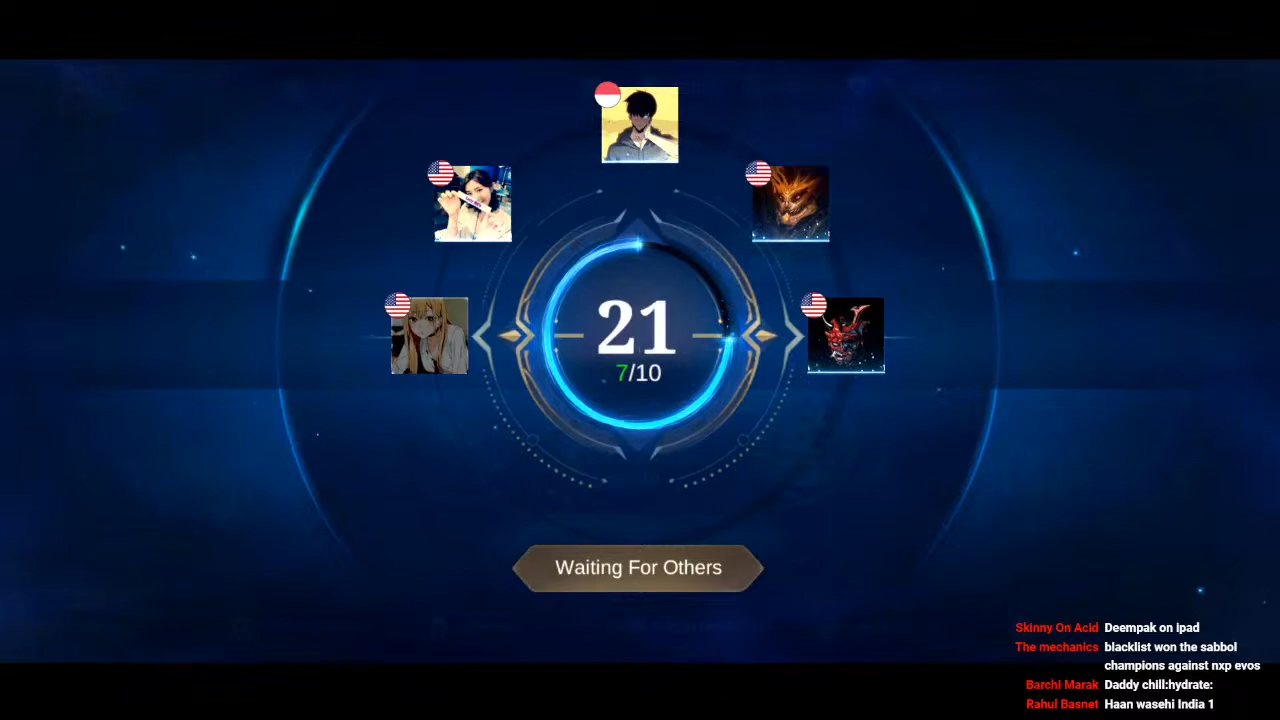 21
7/10
Waiting For Others
Skinny On Acid Deempak on ipad
The mechanics blacklist won the sabbol
champions against nxp evos
Barchi Marak Daddy chill:hydrate:
Rahul Basnet Haan wasehi India 1